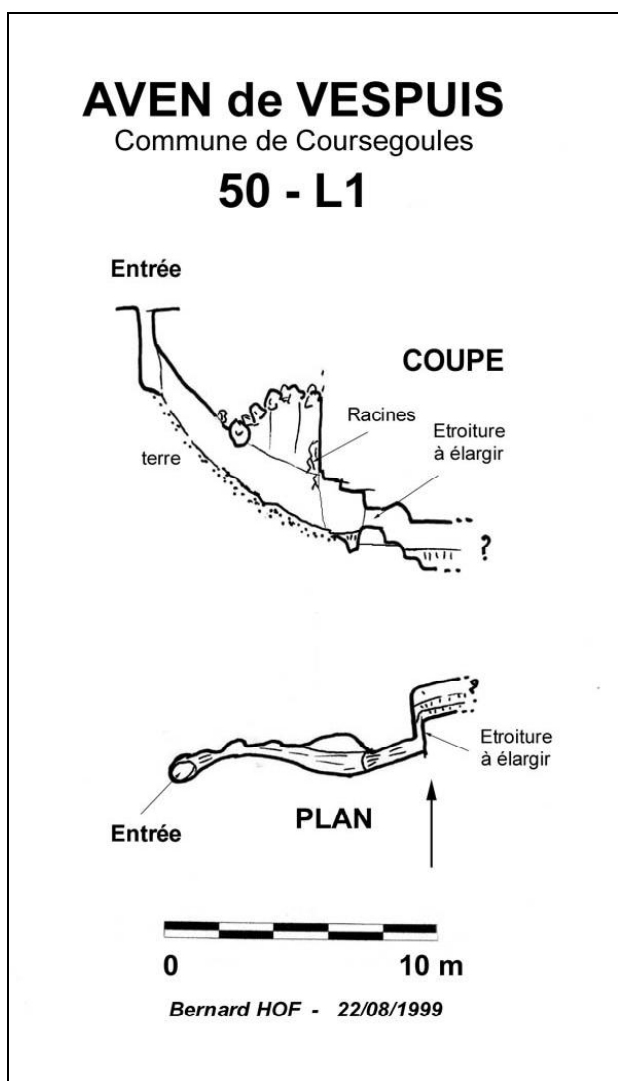 AVEN de VESPUIS
Commune de Coursegoules
50 - L1
Entrée
COUPE
Racines
Etroiture
à élargir
terre
?
?
Etroiture
à élargir
Entrée
PLAN
0 10 m
Bernard HOF - 22/08/1999